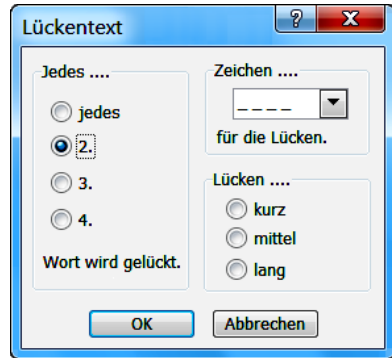 Lückentext
Jedes ....
jedes
2.
3.
4.
Wort wird gelückt.
Zeichen ....
_ _ _ _
für die Lücken.
Lücken ....
kurz
mittel
lang
OK
Abbrechen